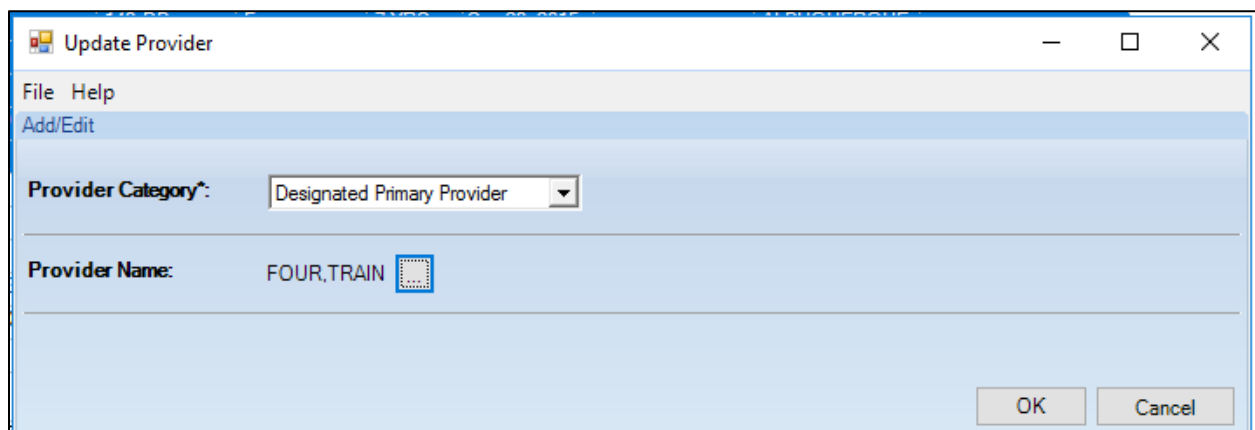 Update Provider
File Help
Add/Edit
Provider Category*: Designated Primary Provider
Provider Name: FOUR,TRAIN ...
OK Cancel